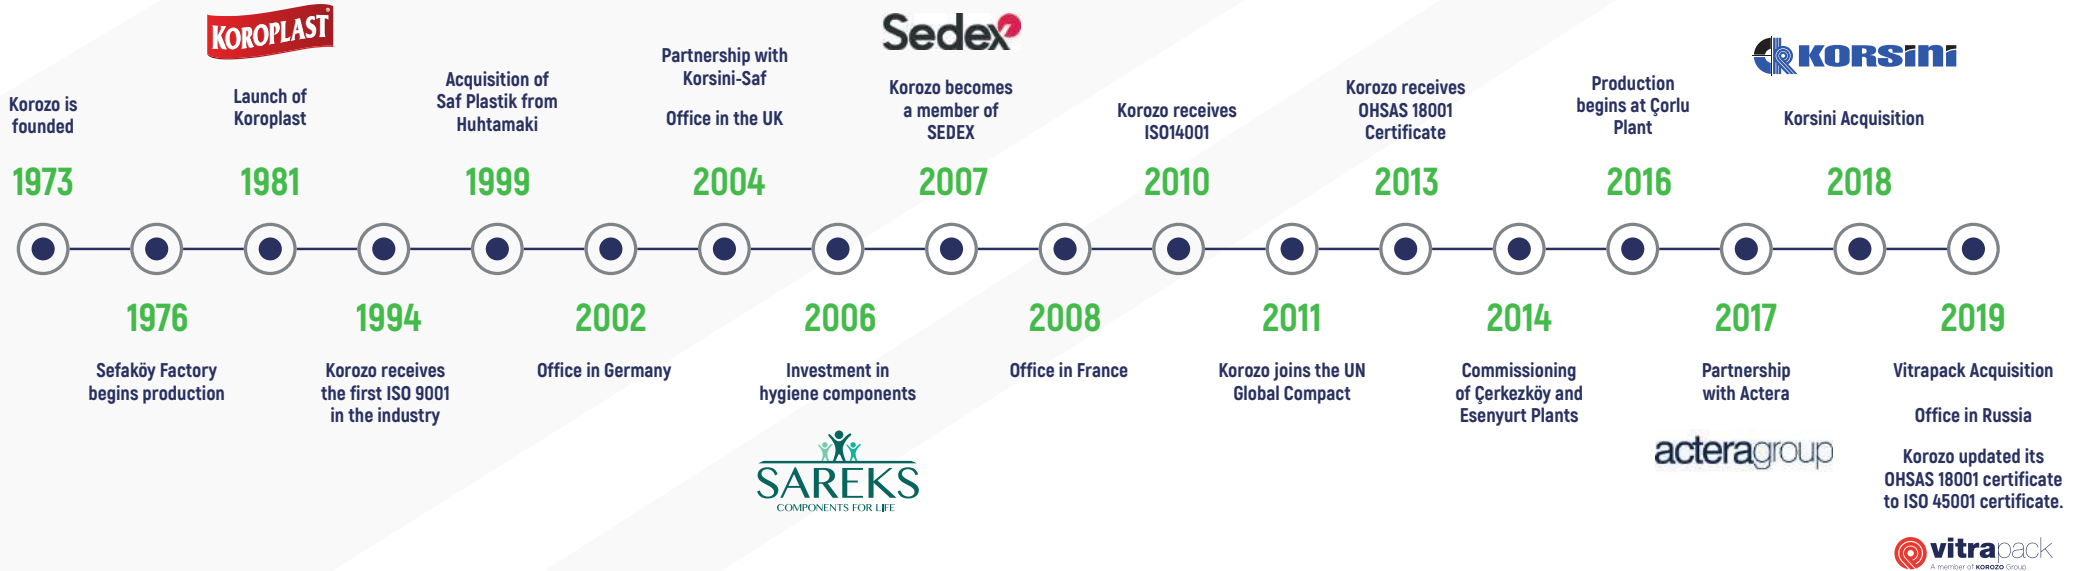 KOROPLAST
Korozo is
founded
1973
Sefaköy Factory
begins production
1976
Launch of
Koroplast
1981
Korozo receives
the first ISO 9001
in the industry
1994
Acquisition of
Saf Plastik from
Huhtamaki
1999
Office in Germany
2002
Partnership with
Korsini-Saf
Office in the UK
2004
Investment in
hygiene components
2006
SAREKS
COMPONENTS FOR LIFE
Sedex
Korozo becomes
a member of
SEDEX
2007
Office in France
2008
Korozo receives
ISO14001
2010
Korozo joins the UN
Global Compact
2011
Korozo receives
OHSAS 18001
Certificate
2013
Commissioning
of Çerkezköy and
Esenyurt Plants
2014
Production
begins at Çorlu
Plant
2016
Partnership
with Actera
2017
acteragroup
KORSini
Korsini Acquisition
2018
2019
Vitrapack Acquisition
Office in Russia
Korozo updated its
OHSAS 18001 certificate
to ISO 45001 certificate.
vitrapack
A member of KOROZO Group